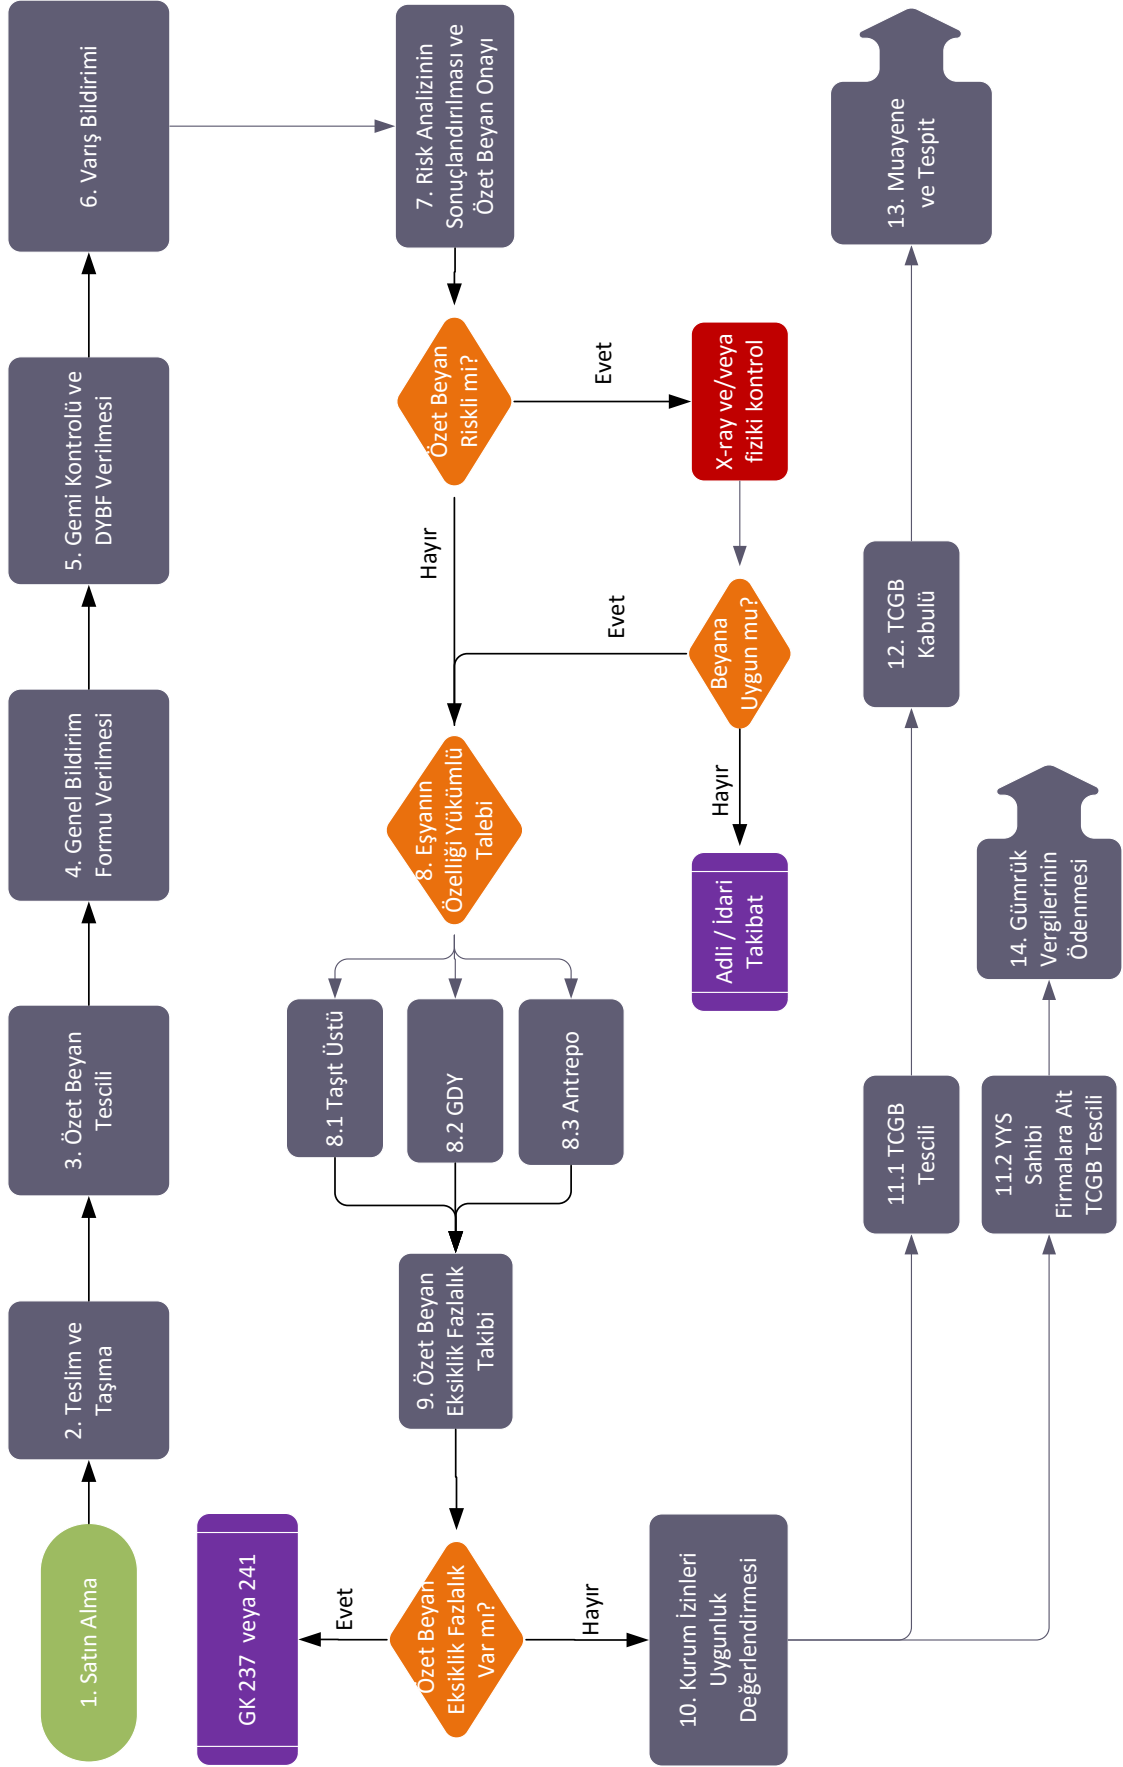 1. Satın Alma
2. Teslim ve
Taşıma
3. Özet Beyan
Tescili
4. Genel Bildirim
Formu Verilmesi
5. Gemi Kontrolü ve
DYBF Verilmesi
6. Varış Bildirimi
7. Risk Analizinin
Sonuçlandırılması ve
Özet Beyan Onayı
Özet Beyan
Riskli mi?
Evet
Hayır
X-ray ve/veya
fiziki kontrol
Beyana
Uygun mu?
Evet
Hayır
Adli / İdari
Takibat
8. Eşyanın
Özelliği Yükümlü
Talebi
8.1 Taşıt Üstü
8.2 GDY
8.3 Antrepo
9. Özet Beyan
Eksiklik Fazlalık
Takibi
Özet Beyan
Eksiklik Fazlalık
Var mı?
Evet
GK 237 veya 241
Hayır
10. Kurum İzinleri
Uygunluk
Değerlendirmesi
11.1 TCGB
Tescili
11.2 YYS
Sahibi
Firmalara Ait
TCGB Tescili
12. TCGB
Kabulü
13. Muayene
ve Tespit
14. Gümrük
Vergilerinin
Ödenmesi